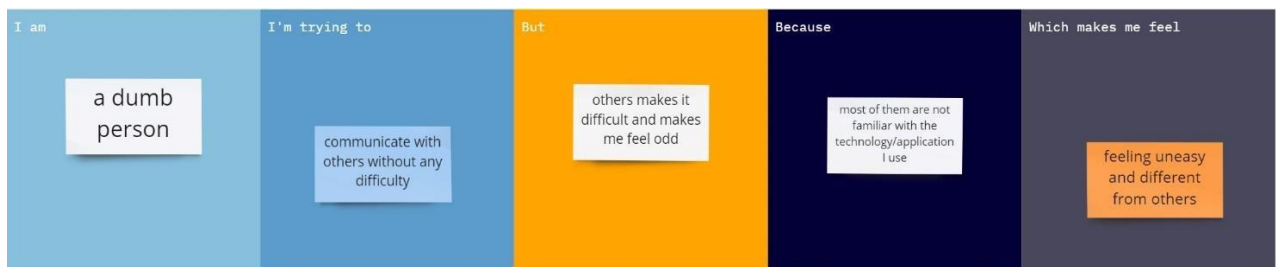 I am
a dumb
person
I'm trying to
communicate with
others without any
difficulty
But
others makes it
difficult and makes
me feel odd
Because
most of them are not
familiar with the
technology/application
I use
Which makes me feel
feeling uneasy
and different
from others